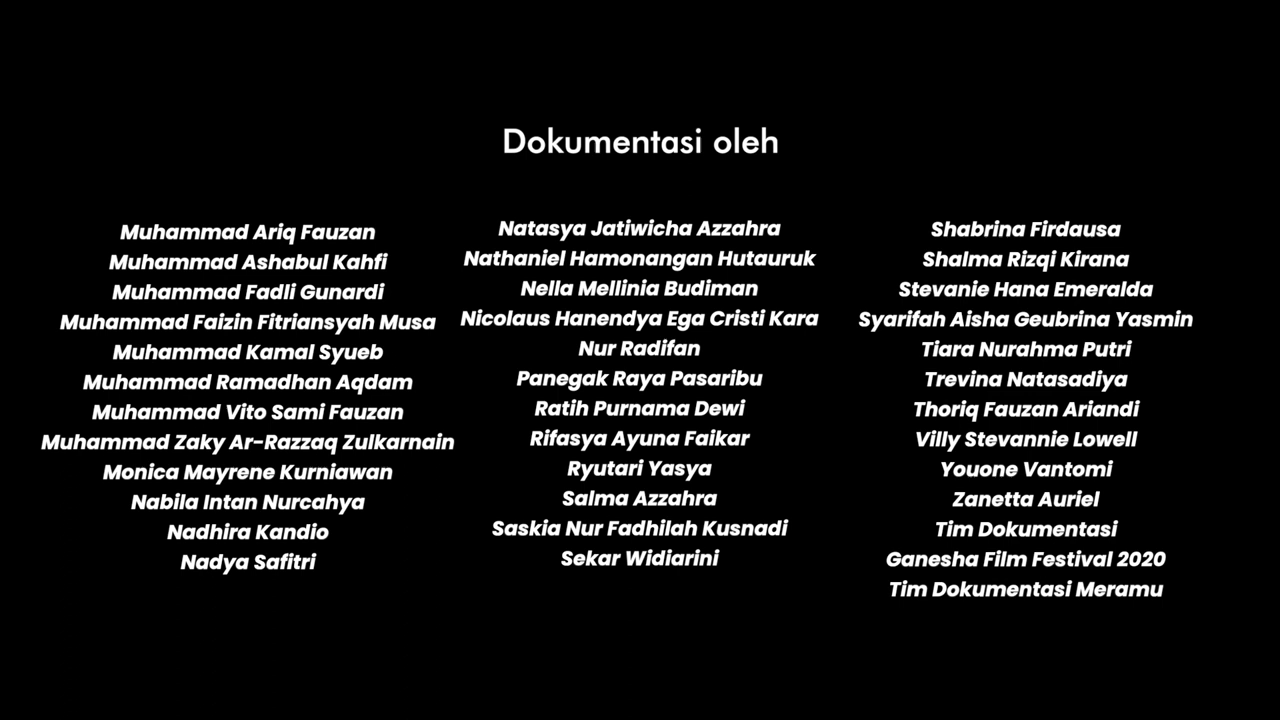 Dokumentasi oleh
Muhammad Ariq Fauzan
Muhammad Ashabul Kahfi
Muhammad Fadli Gunardi
Muhammad Faizin Fitriansyah Musa
Muhammad Kamal Syueb
Muhammad Ramadhan Aqdam
Muhammad Vito Sami Fauzan
Muhammad Zaky Ar-Razzaq Zulkarnain
Monica Mayrene Kurniawan
Nabila Intan Nurcahya
Nadhira Kandio
Nadya Safitri
Natasya Jatiwicha Azzahra
Nathaniel Hamonangan Hutauruk
Nella Mellinia Budiman
Nicolaus Hanendya Ega Cristi Kara
Nur Radifan
Panegak Raya Pasaribu
Ratih Purnama Dewi
Rifasya Ayuna Faikar
Ryutari Yasya
Salma Azzahra
Saskia Nur Fadhilah Kusnadi
Sekar Widiarini
Shabrina Firdausa
Shalma Rizqi Kirana
Stevanie Hana Emeralda
Syarifah Aisha Geubrina Yasmin
Tiara Nurahma Putri
Trevina Natasadiya
Thoriq Fauzan Ariandi
Villy Stevannie Lowell
Youone Vantomi
Zanetta Auriel
Tim Dokumentasi
Ganesha Film Festival 2020
Tim Dokumentasi Meramu